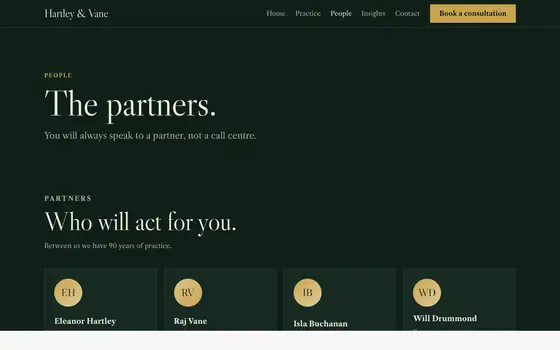 Hartley & Vane
Home Practice People Insights Contact Book a consultation
PEOPLE
The partners.
You will always speak to a partner, not a call centre.
PARTNERS
Who will act for you.
Between us we have 90 years of practice.
EH RV IB WD
Eleanor Hartley Raj Vane Isla Buchanan Will Drummond